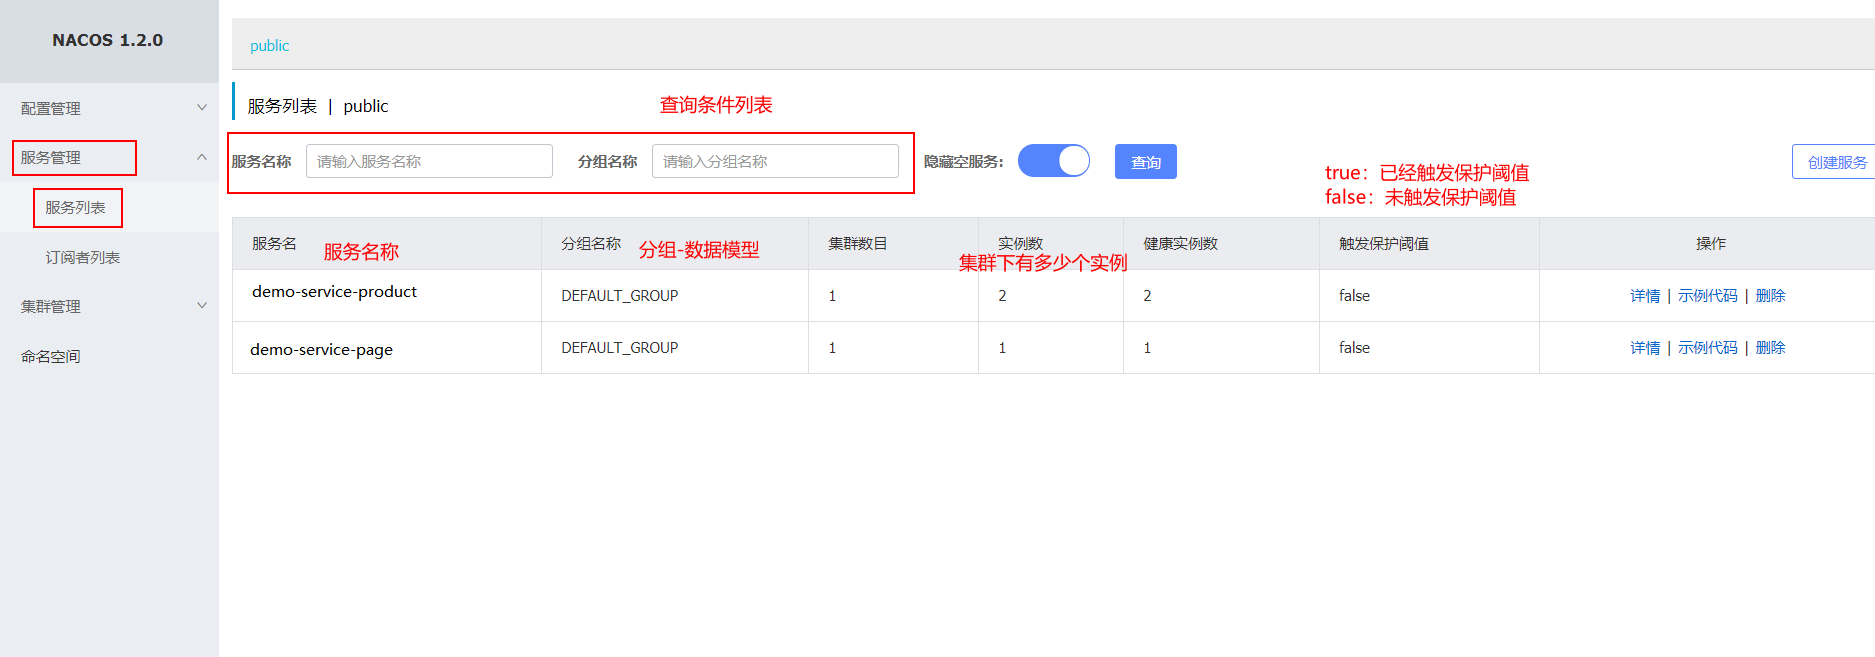 NACOS 1.2.0
配置管理
服务管理
服务列表
订阅者列表
集群管理
命名空间
public
服务列表 | public
查询条件列表
服务名称 请输入服务名称 分组名称 请输入分组名称 隐藏空服务: 查询 创建服务
true：已经触发保护阈值
false：未触发保护阈值
服务名 服务名称 分组名称 分组-数据模型 集群数目 实例数 健康实例数 触发保护阈值 操作
集群下有多少个实例
demo-service-product DEFAULT_GROUP 1 2 2 false 详情 | 示例代码 | 删除
demo-service-page DEFAULT_GROUP 1 1 1 false 详情 | 示例代码 | 删除